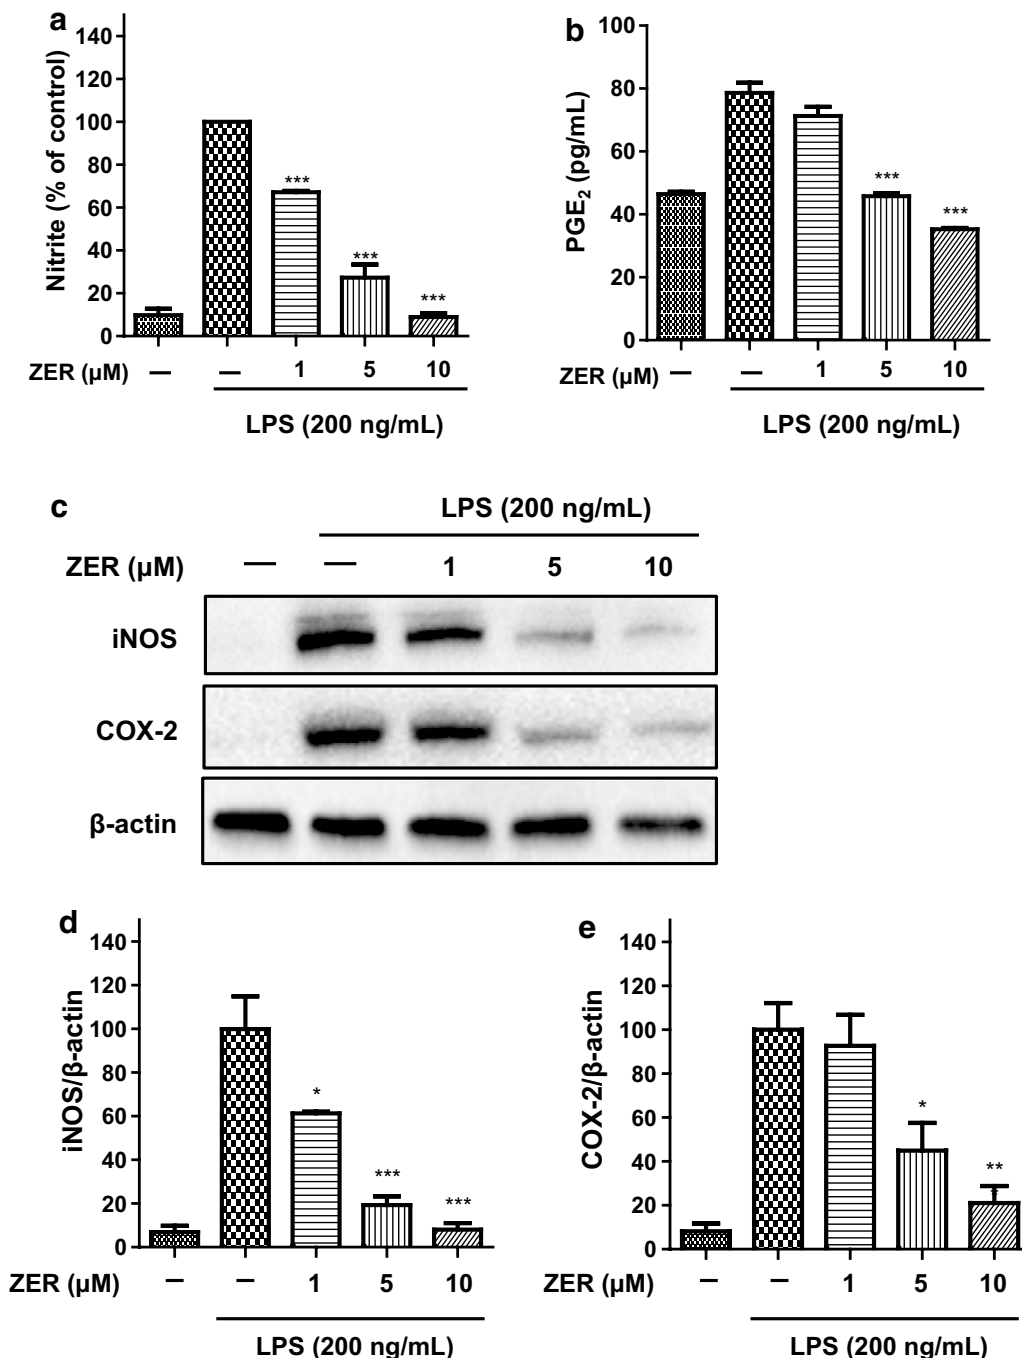 a
Nitrite (% of control)
140
120
100
80
60
40
20
0
***
***
***
ZER (μM) — — 1 5 10
LPS (200 ng/mL)
b
PGE2 (pg/mL)
100
80
60
40
20
0
***
***
ZER (μM) — — 1 5 10
LPS (200 ng/mL)
c
LPS (200 ng/mL)
ZER (μM) — — 1 5 10
iNOS
COX-2
β-actin
d
iNOS/β-actin
140
120
100
80
60
40
20
0
*
***
***
ZER (μM) — — 1 5 10
LPS (200 ng/mL)
e
COX-2/β-actin
140
120
100
80
60
40
20
0
*
**
*
ZER (μM) — — 1 5 10
LPS (200 ng/mL)